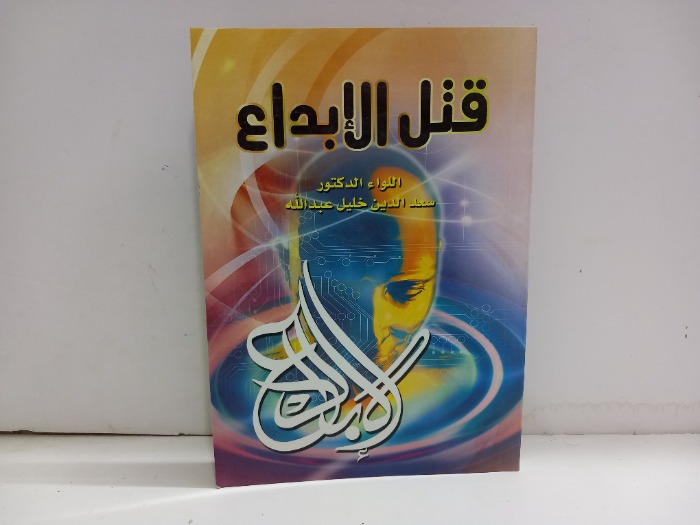 قتل الإبداع
اللواء الدكتور
سعد الدين خليل عبدالله
الإبداع